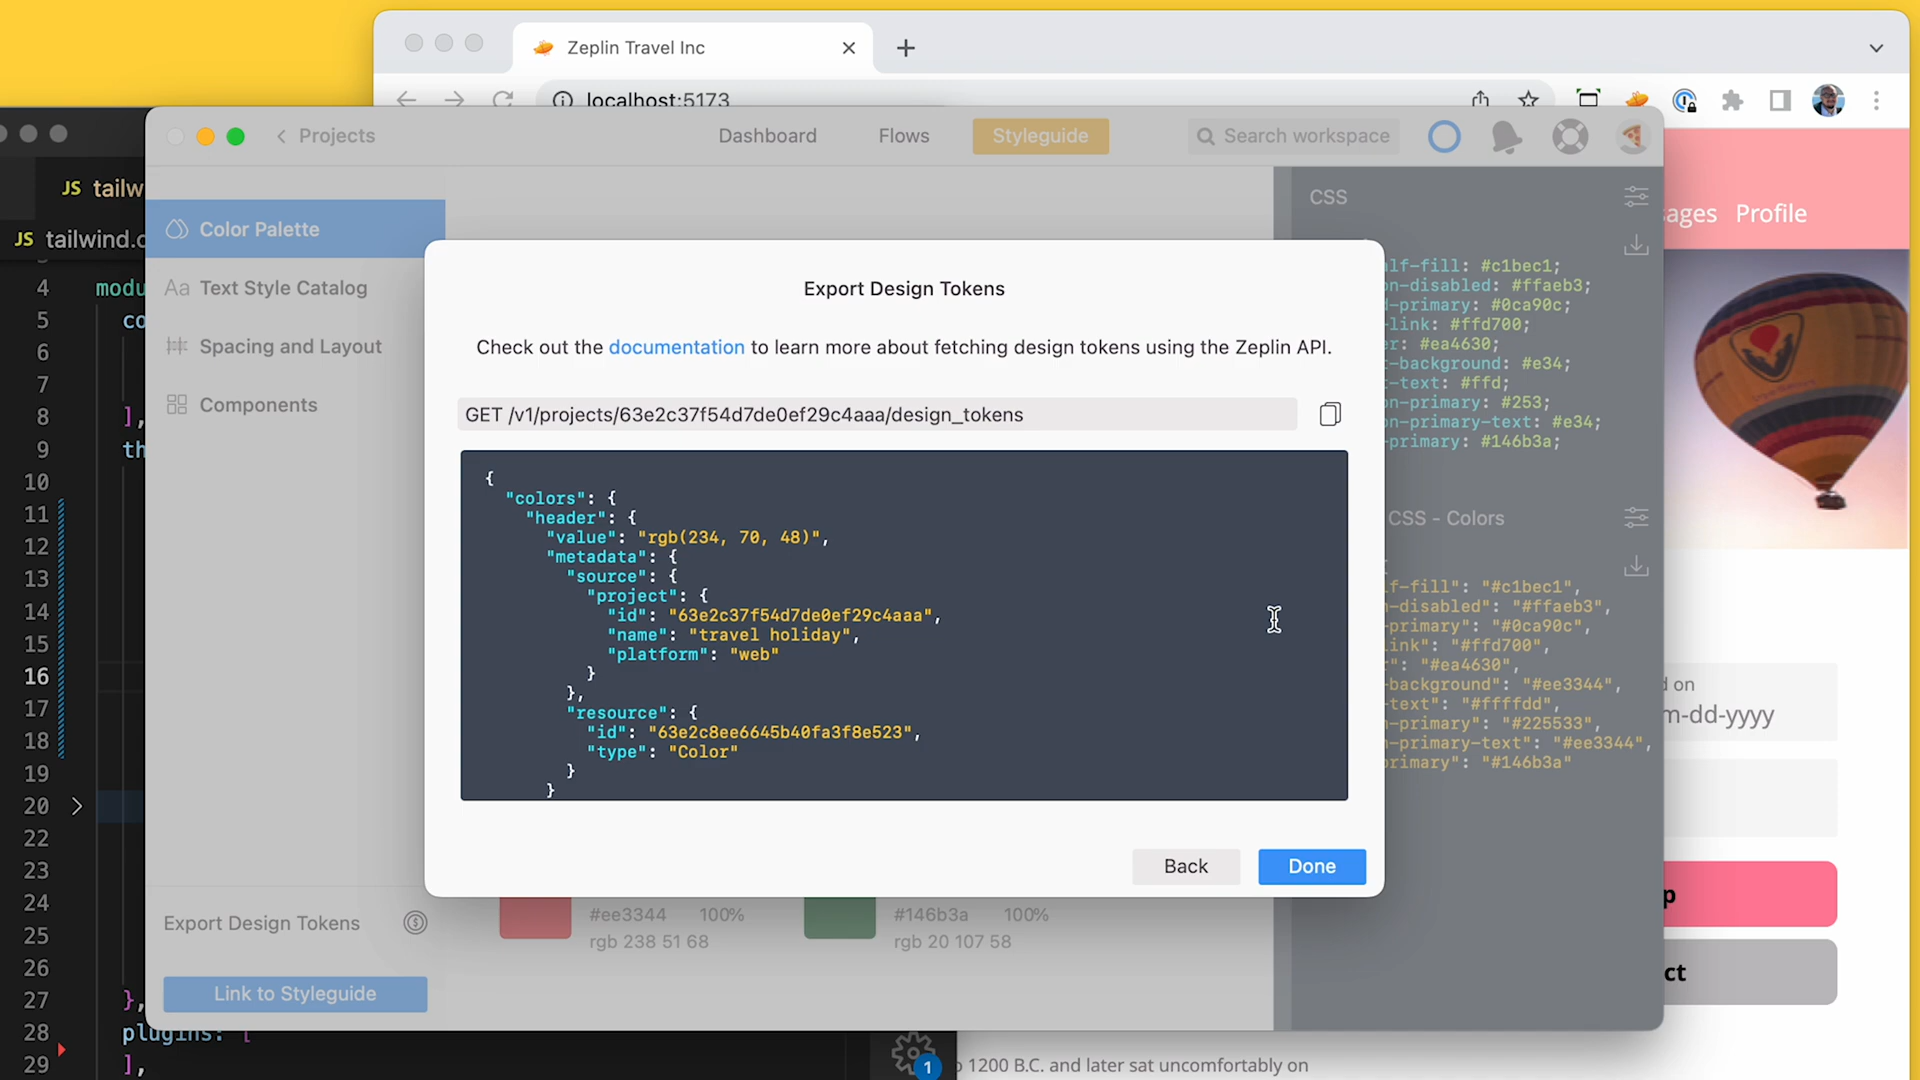 Zeplin Travel Inc
localhost:5173
Projects
Dashboard
Flows
Styleguide
Search workspace
JS tailw
JS tailwind.c
4 modu
5 co
6
7
8 ],
9 th
10
11
12
13
14
15
16
17
18
19
20
22
23
24
25
26
27 },
28 plugins: [
29 ],
Color Palette
Aa Text Style Catalog
Spacing and Layout
Components
Export Design Tokens
Link to Styleguide
Export Design Tokens
Check out the documentation to learn more about fetching design tokens using the Zeplin API.
GET /v1/projects/63e2c37f54d7de0ef29c4aaa/design_tokens
{
"colors": {
"header": {
"value": "rgb(234, 70, 48)",
"metadata": {
"source": {
"project": {
"id": "63e2c37f54d7de0ef29c4aaa",
"name": "travel holiday",
"platform": "web"
}
},
"resource": {
"id": "63e2c8ee6645b40fa3f8e523",
"type": "Color"
}
}
Back
Done
#ee3344 100%
rgb 238 51 68
#146b3a 100%
rgb 20 107 58
CSS
lf-fill: #c1bec1;
n-disabled: #ffaeb3;
-primary: #0ca90c;
-link: #ffd700;
r: #ea4630;
-background: #e34;
-text: #ffd;
n-primary: #253;
n-primary-text: #e34;
primary: #146b3a;
CSS - Colors
f-fill": "#c1bec1",
-disabled": "#ffaeb3",
primary": "#0ca90c",
ink": "#ffd700",
": "#ea4630",
background": "#ee3344",
text": "#ffffdd",
-primary": "#225533",
-primary-text": "#ee3344",
rimary": "#146b3a"
ages Profile
on
m-dd-yyyy
p
ct
1
1200 B.C. and later sat uncomfortably on